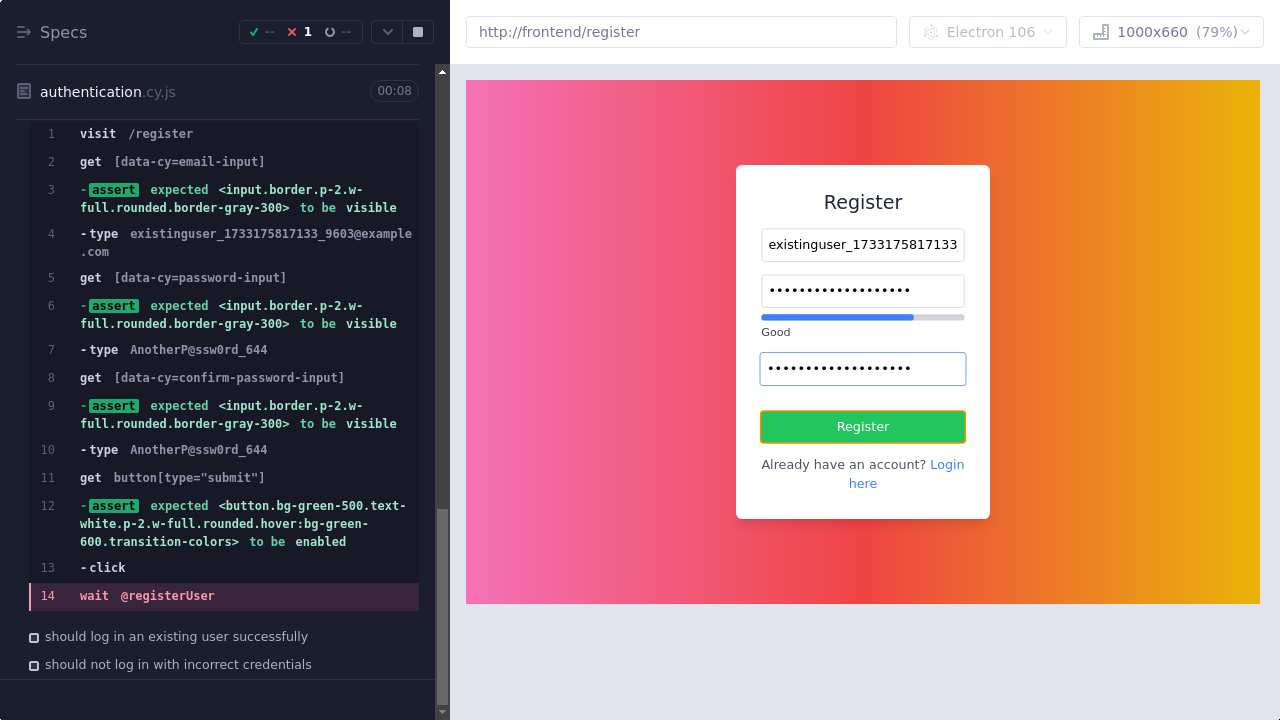 Specs
-- 1 --
authentication.cy.js 00:08
1 visit /register
2 get [data-cy=email-input]
3 -assert expected <input.border.p-2.w-
full.rounded.border-gray-300> to be visible
4 -type existinguser_1733175817133_9603@example
.com
5 get [data-cy=password-input]
6 -assert expected <input.border.p-2.w-
full.rounded.border-gray-300> to be visible
7 -type AnotherP@ssw0rd_644
8 get [data-cy=confirm-password-input]
9 -assert expected <input.border.p-2.w-
full.rounded.border-gray-300> to be visible
10 -type AnotherP@ssw0rd_644
11 get button[type="submit"]
12 -assert expected <button.bg-green-500.text-
white.p-2.w-full.rounded.hover:bg-green-
600.transition-colors> to be enabled
13 -click
14 wait @registerUser
should log in an existing user successfully
should not log in with incorrect credentials
http://frontend/register
Electron 106
1000x660 (79%)
Register
existinguser_1733175817133
•••••••••••••••••••
Good
•••••••••••••••••••
Register
Already have an account? Login
here